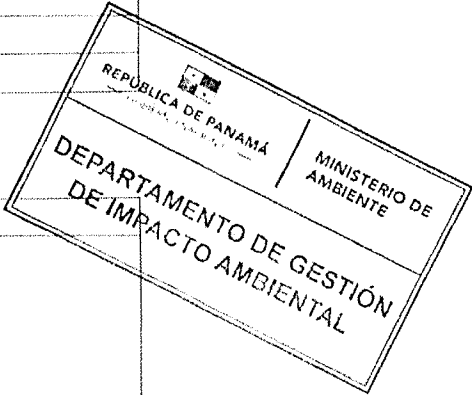 REPÚBLICA DE PANAMÁ
MINISTERIO DE
AMBIENTE
DEPARTAMENTO DE GESTIÓN
DE IMPACTO AMBIENTAL